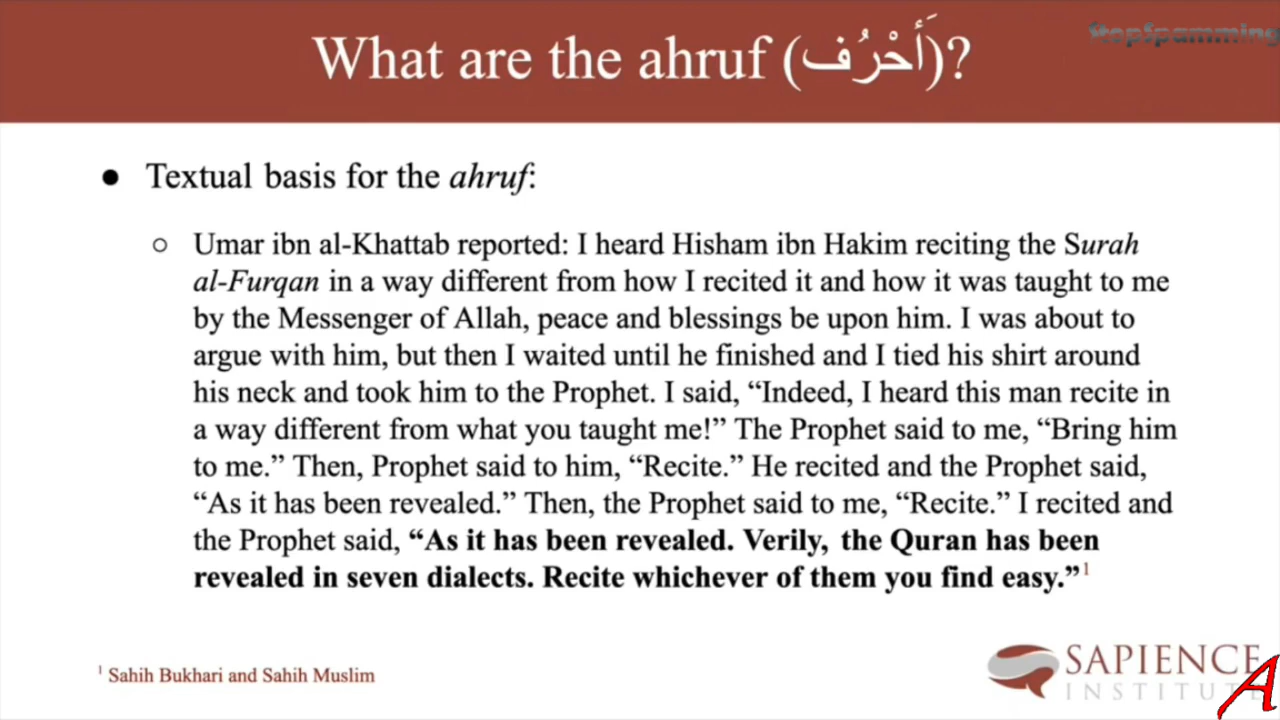 StopSpamming
What are the ahruf (أَحْرُف)?
● Textual basis for the ahruf:
○ Umar ibn al-Khattab reported: I heard Hisham ibn Hakim reciting the Surah
al-Furqan in a way different from how I recited it and how it was taught to me
by the Messenger of Allah, peace and blessings be upon him. I was about to
argue with him, but then I waited until he finished and I tied his shirt around
his neck and took him to the Prophet. I said, “Indeed, I heard this man recite in
a way different from what you taught me!” The Prophet said to me, “Bring him
to me.” Then, Prophet said to him, “Recite.” He recited and the Prophet said,
“As it has been revealed.” Then, the Prophet said to me, “Recite.” I recited and
the Prophet said, “As it has been revealed. Verily, the Quran has been
revealed in seven dialects. Recite whichever of them you find easy.”1
1 Sahih Bukhari and Sahih Muslim
SAPIENCE
INSTITUTE
A